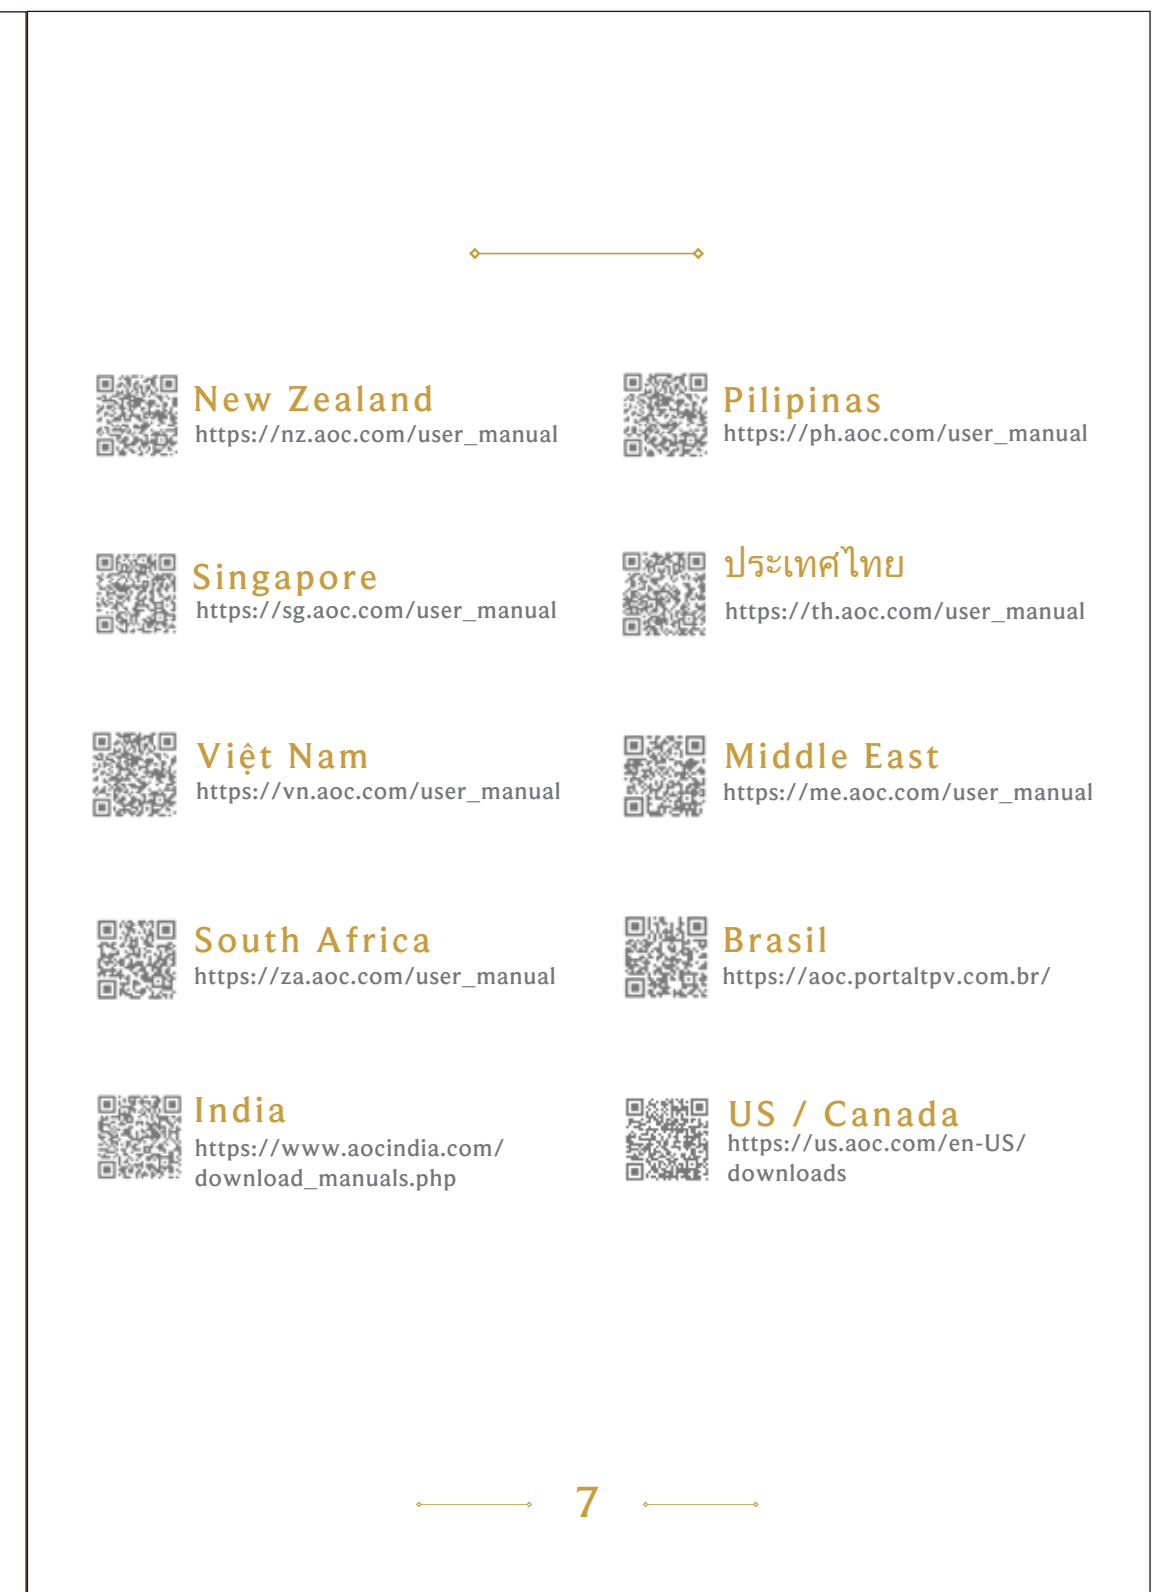 New Zealand
https://nz.aoc.com/user_manual
Pilipinas
https://ph.aoc.com/user_manual
Singapore
https://sg.aoc.com/user_manual
ประเทศไทย
https://th.aoc.com/user_manual
Việt Nam
https://vn.aoc.com/user_manual
Middle East
https://me.aoc.com/user_manual
South Africa
https://za.aoc.com/user_manual
Brasil
https://aoc.portaltpv.com.br/
India
https://www.aocindia.com/
download_manuals.php
US / Canada
https://us.aoc.com/en-US/
downloads
7